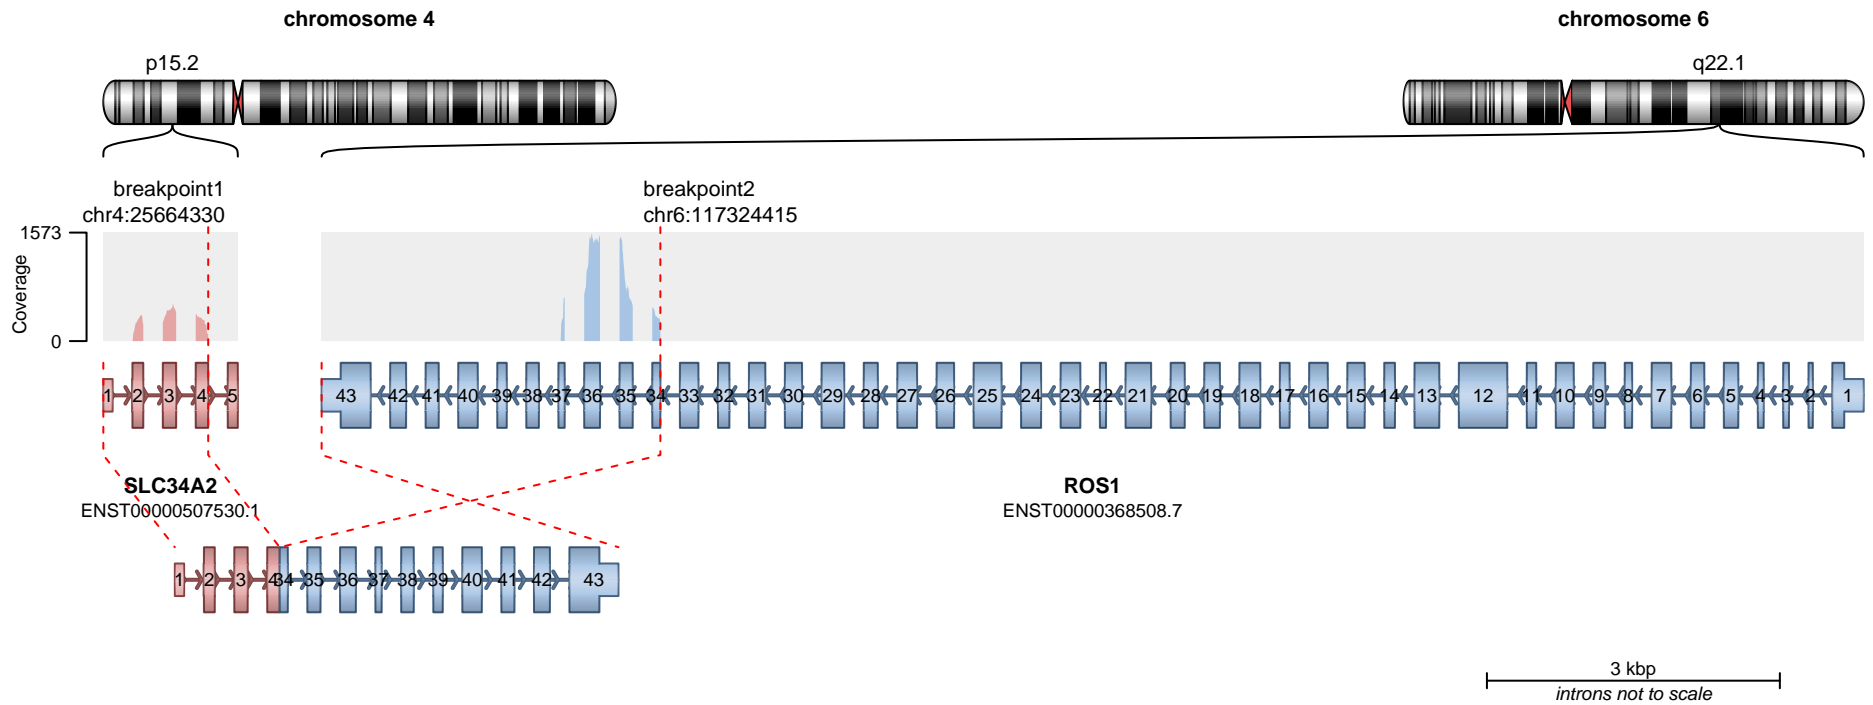 chromosome 4
chromosome 6
p15.2
q22.1
breakpoint1
chr4:25664330
breakpoint2
chr6:117324415
1573
Coverage
0
1 2 3 4 5
43 42 41 40 39 38 37 36 35 34 33 32 31 30 29 28 27 26 25 24 23 22 21 20 19 18 17 16 15 14 13 12 11 10 9 8 7 6 5 4 3 2 1
SLC34A2
ENST00000507530.1
ROS1
ENST00000368508.7
1 2 3 4 34 35 36 37 38 39 40 41 42 43
3 kbp
introns not to scale